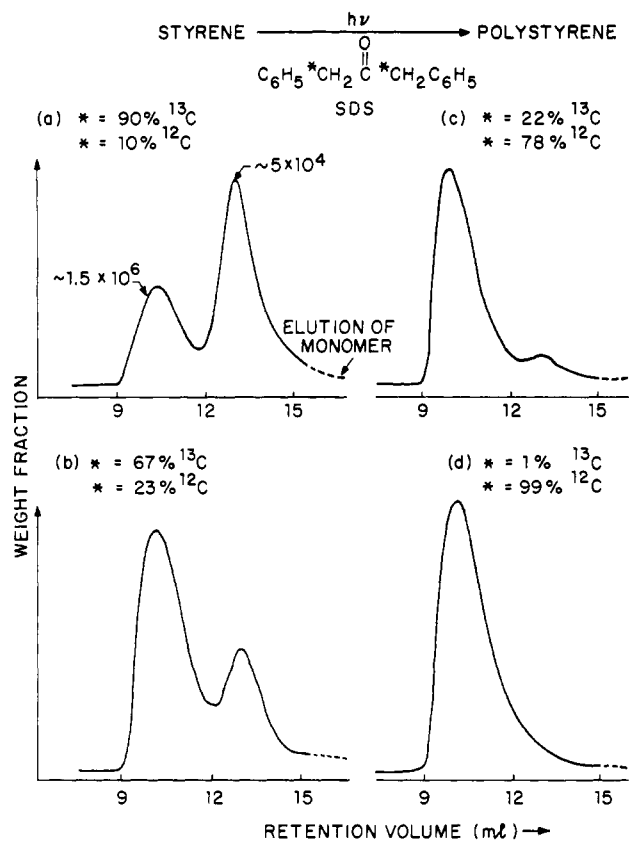 hν
STYRENE → POLYSTYRENE
O
C6H5 *CH2 C *CH2C6H5
SDS
(a) * = 90% 13C
* = 10% 12C
~5×10^4
~1.5 × 10^6
ELUTION OF
MONOMER
9 12 15
(c) * = 22% 13C
* = 78% 12C
9 12 15
(b) * = 67% 13C
* = 23% 12C
9 12 15
(d) * = 1% 13C
* = 99% 12C
9 12 15
WEIGHT FRACTION
RETENTION VOLUME (ml) →